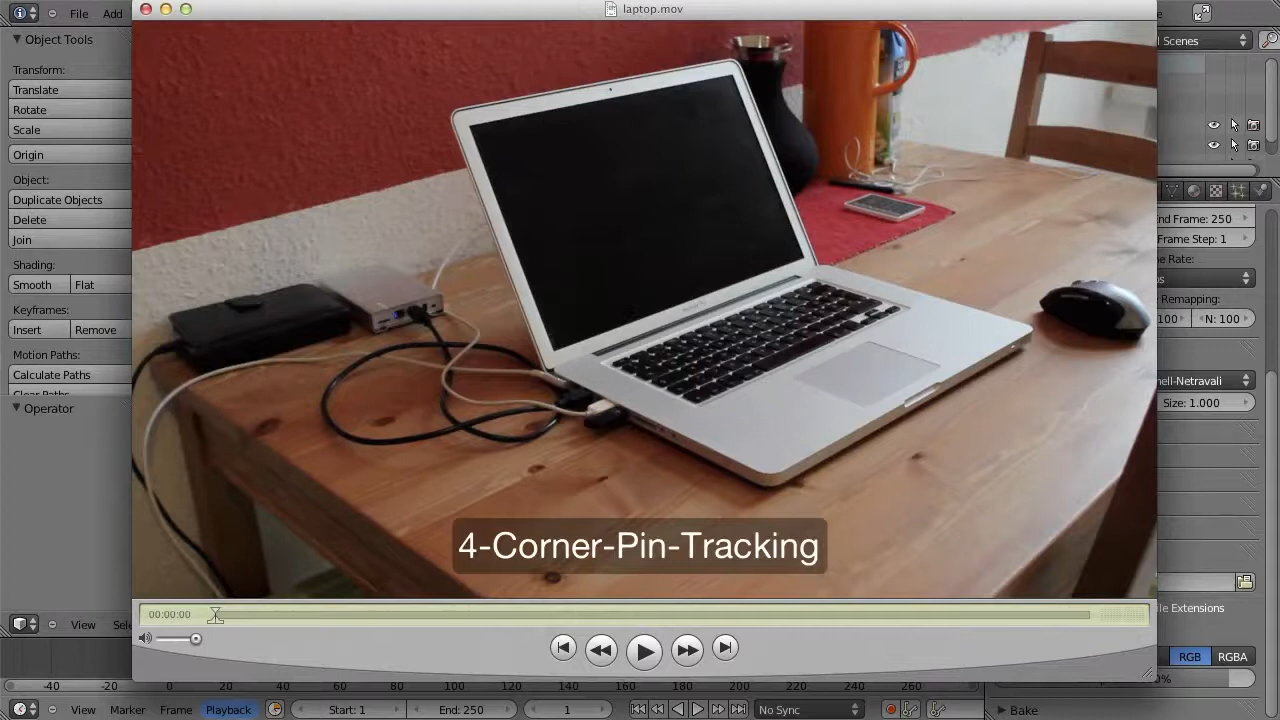 laptop.mov
File
Add
Scenes
Object Tools
Transform:
Translate
Rotate
Scale
Origin
Object:
Duplicate Objects
Delete
Join
Shading:
Smooth
Flat
Keyframes:
Insert
Remove
Motion Paths:
Calculate Paths
Operator
End Frame: 250
Frame Step: 1
Remapping:
100
N: 100
Size: 1.000
4-Corner-Pin-Tracking
00:00:00
View
RGB
RGBA
-40
-20
0
20
40
60
80
100
120
140
160
180
200
220
240
260
View
Marker
Frame
Playback
Start: 1
End: 250
1
No Sync
Bake